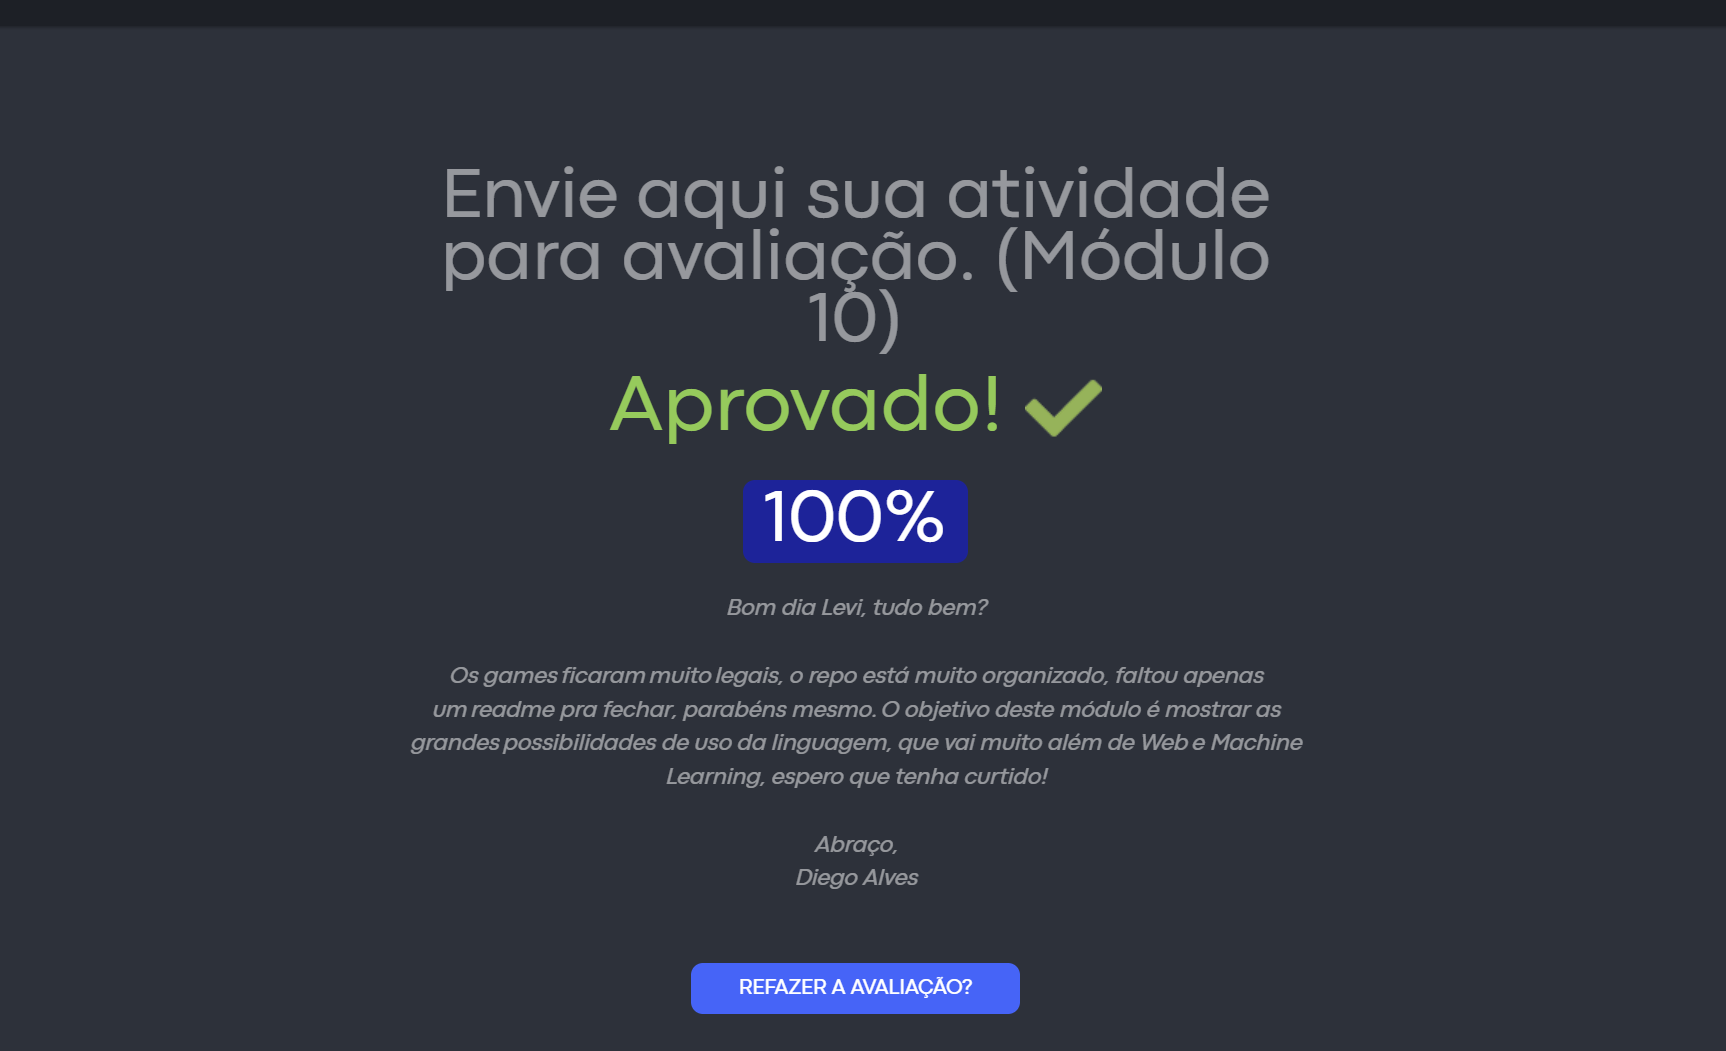 Envie aqui sua atividade
para avaliação. (Módulo
10)
Aprovado!
100%
Bom dia Levi, tudo bem?
Os games ficaram muito legais, o repo está muito organizado, faltou apenas
um readme pra fechar, parabéns mesmo. O objetivo deste módulo é mostrar as
grandes possibilidades de uso da linguagem, que vai muito além de Web e Machine
Learning, espero que tenha curtido!
Abraço,
Diego Alves
REFAZER A AVALIAÇÃO?